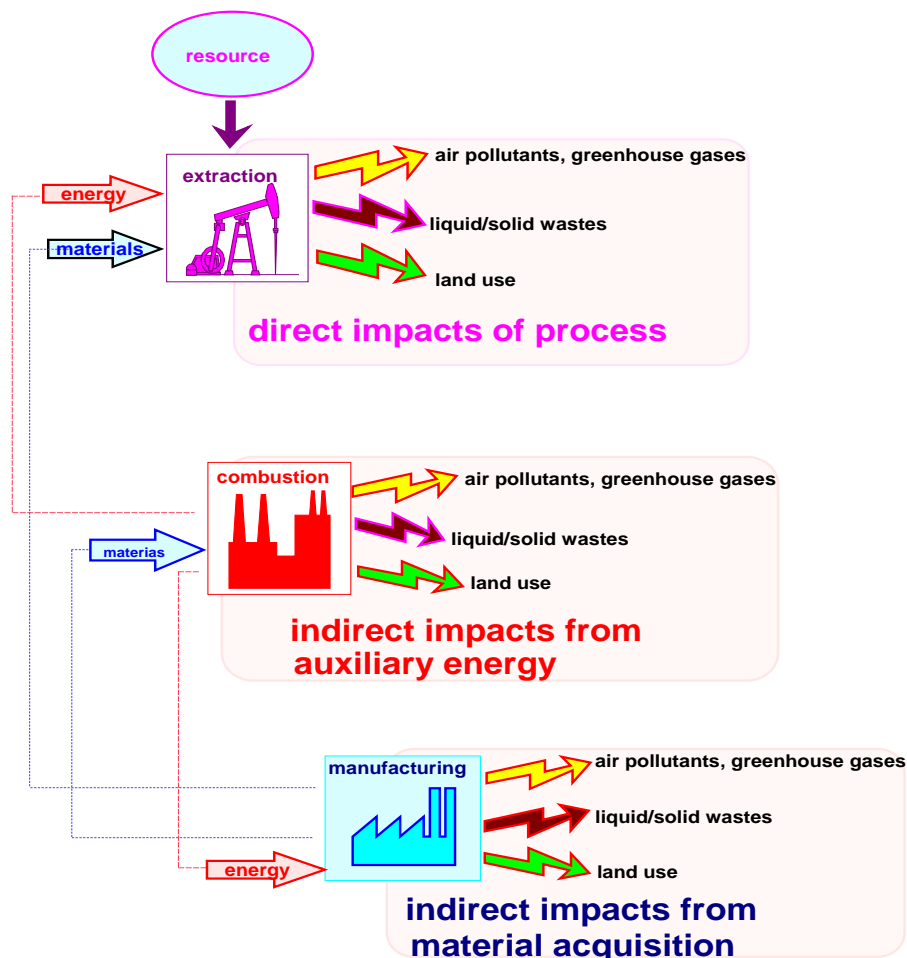 resource
extraction
air pollutants, greenhouse gases
energy
liquid/solid wastes
materials
land use
direct impacts of process
combustion
air pollutants, greenhouse gases
liquid/solid wastes
materias
land use
indirect impacts from
auxiliary energy
manufacturing
air pollutants, greenhouse gases
liquid/solid wastes
energy
land use
indirect impacts from
material acquisition